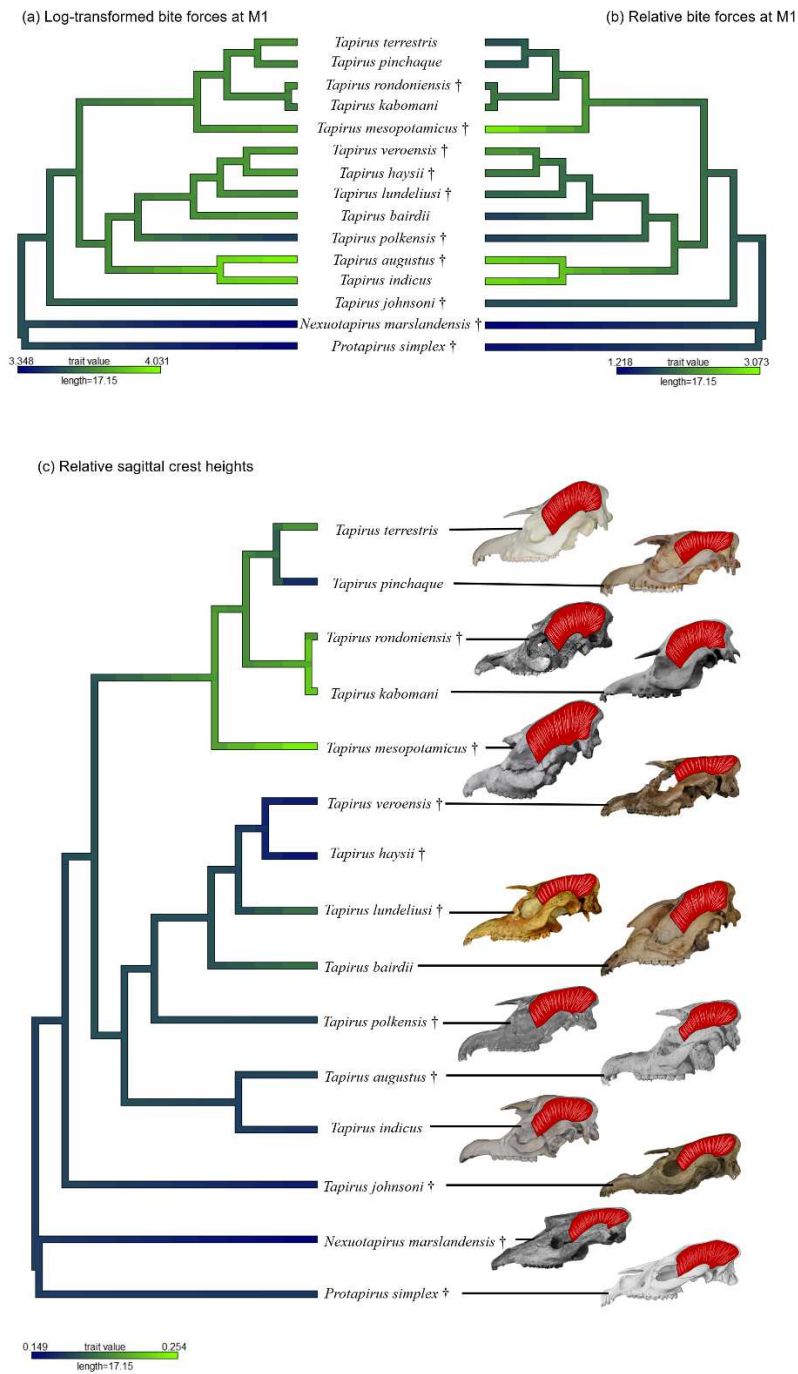 (a) Log-transformed bite forces at M1
(b) Relative bite forces at M1
Tapirus terrestris
Tapirus pinchaque
Tapirus rondoniensis †
Tapirus kabomani
Tapirus mesopotamicus †
Tapirus veroensis †
Tapirus haysii †
Tapirus lundeliusi †
Tapirus bairdii
Tapirus polkensis †
Tapirus augustus †
Tapirus indicus
Tapirus johnsoni †
Nexuotapirus marslandensis †
Protapirus simplex †
3.348 trait value 4.031
length=17.15
1.218 trait value 3.073
length=17.15
(c) Relative sagittal crest heights
Tapirus terrestris
Tapirus pinchaque
Tapirus rondoniensis †
Tapirus kabomani
Tapirus mesopotamicus †
Tapirus veroensis †
Tapirus haysii †
Tapirus lundeliusi †
Tapirus bairdii
Tapirus polkensis †
Tapirus augustus †
Tapirus indicus
Tapirus johnsoni †
Nexuotapirus marslandensis †
Protapirus simplex †
0.149 trait value 0.254
length=17.15